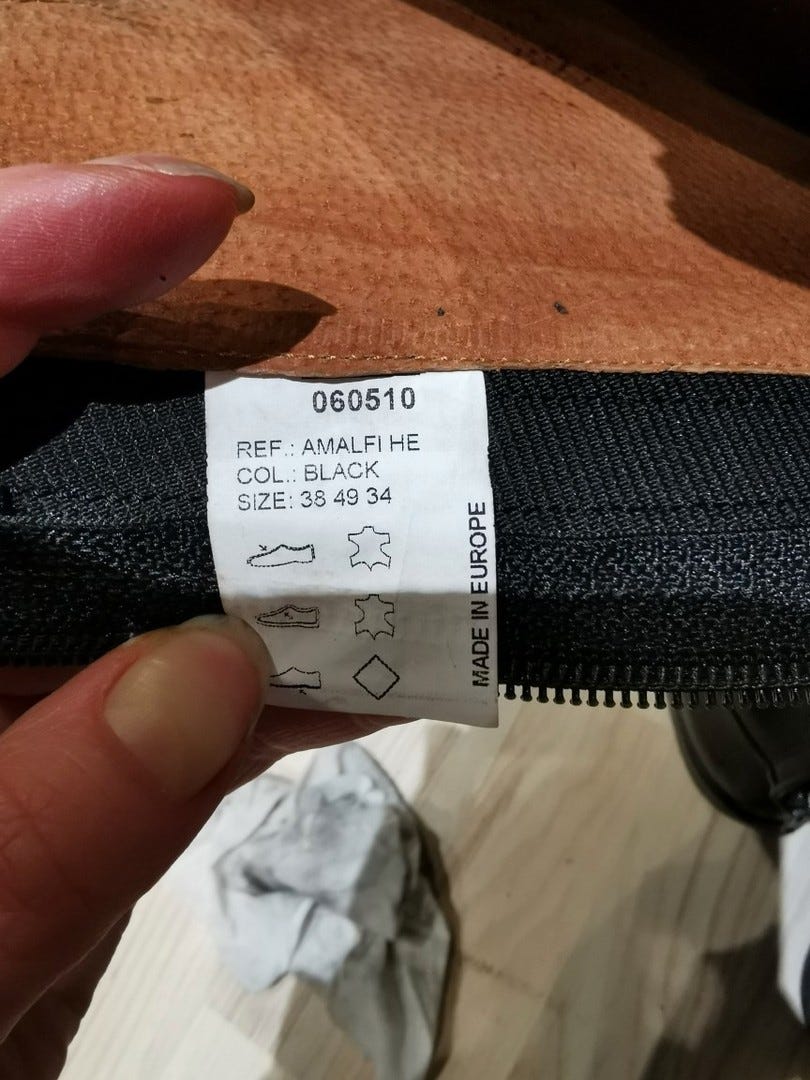 060510
REF.: AMALFI HE
COL.: BLACK
SIZE: 38 49 34
MADE IN EUROPE